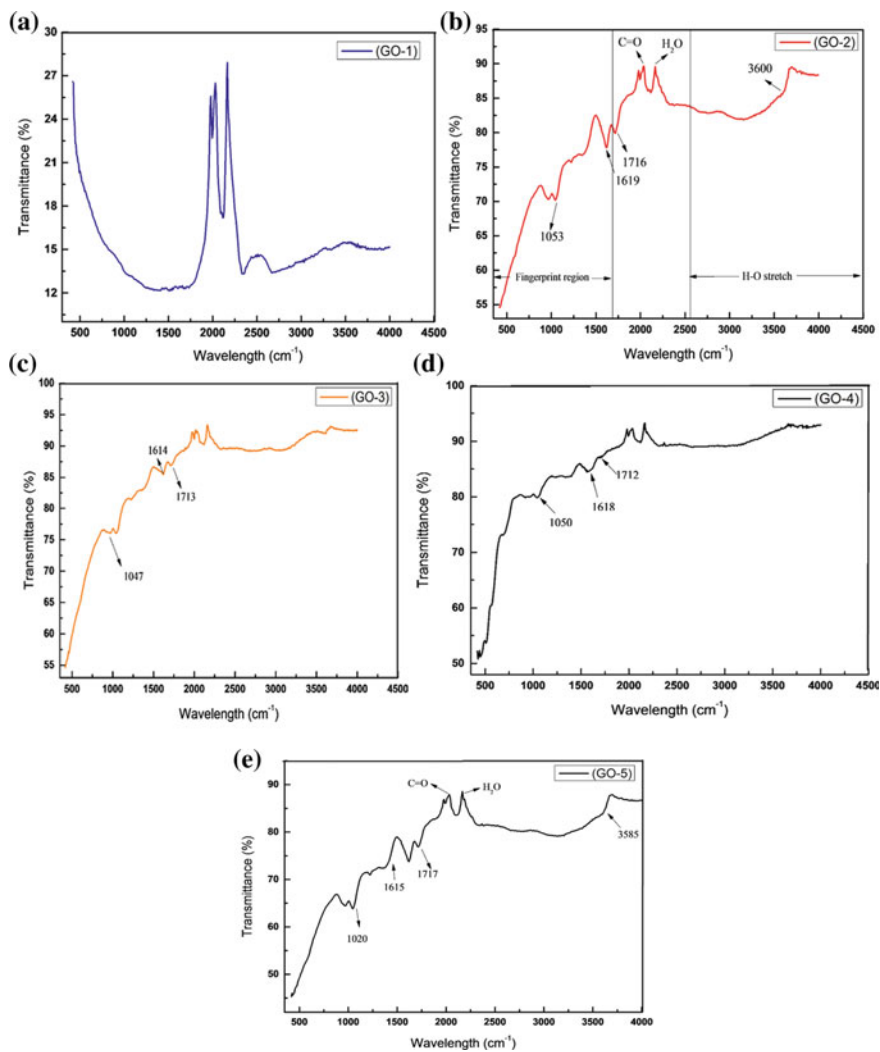 (a)
(GO-1)
30
27
24
21
18
15
12
Transmittance (%)
500 1000 1500 2000 2500 3000 3500 4000
Wavelength (cm⁻¹)
(b)
(GO-2)
95
90
85
80
75
70
65
60
55
Transmittance (%)
C=O
H₂O
3600
1716
1619
1053
Fingerprint region
H-O stretch
500 1000 1500 2000 2500 3000 3500 4000 4500
Wavelength (cm⁻¹)
(c)
(GO-3)
100
95
90
85
80
75
70
65
60
55
Transmittance (%)
1614
1713
1047
500 1000 1500 2000 2500 3000 3500 4000 4500
Wavelength (cm⁻¹)
(d)
(GO-4)
100
90
80
70
60
50
Transmittance (%)
1712
1618
1050
500 1000 1500 2000 2500 3000 3500 4000 4500
Wavelength (cm⁻¹)
(e)
(GO-5)
90
80
70
60
50
Transmittance (%)
C=O
H₂O
3585
1717
1615
1020
500 1000 1500 2000 2500 3000 3500 4000
Wavelength (cm⁻¹)